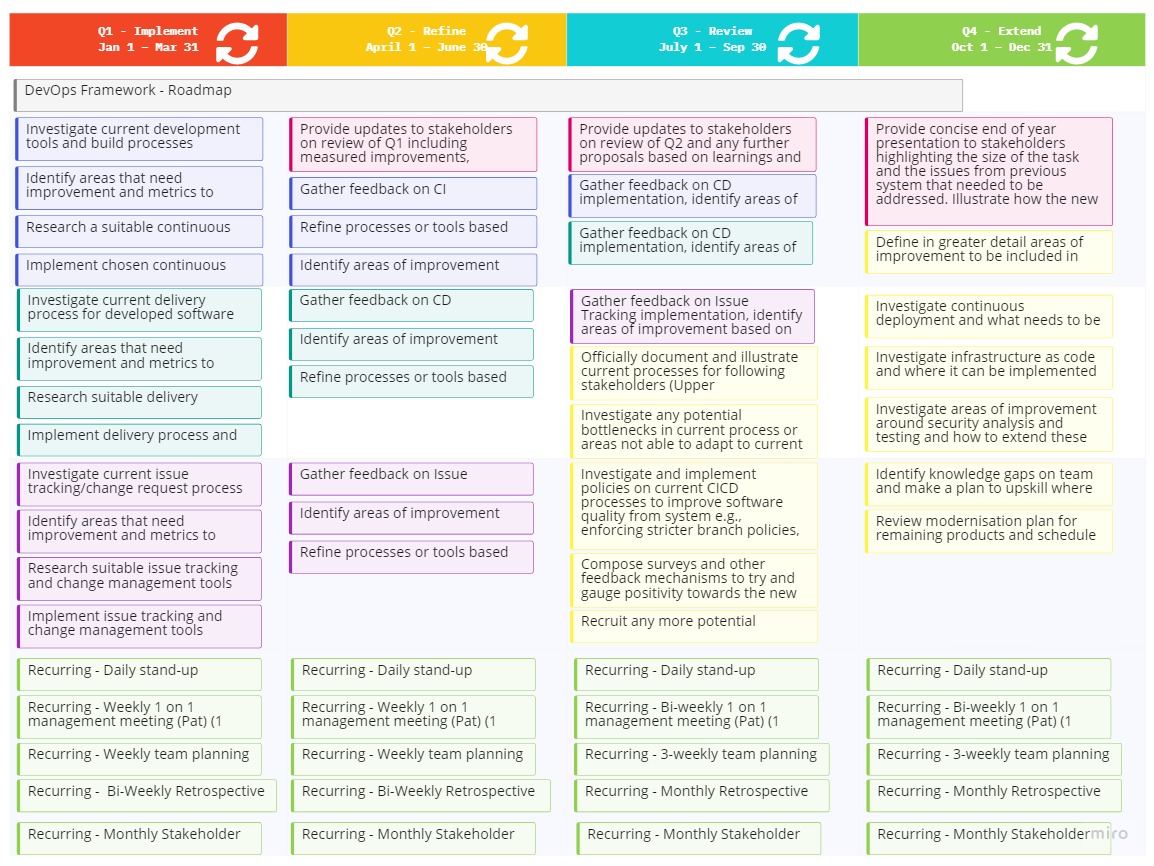 Q1 - Implement
Jan 1 – Mar 31
Q2 - Refine
April 1 – June 30
Q3 - Review
July 1 – Sep 30
Q4 - Extend
Oct 1 – Dec 31
DevOps Framework - Roadmap
Investigate current development
tools and build processes
Identify areas that need
improvement and metrics to
Research a suitable continuous
Implement chosen continuous
Investigate current delivery
process for developed software
Identify areas that need
improvement and metrics to
Research suitable delivery
Implement delivery process and
Investigate current issue
tracking/change request process
Identify areas that need
improvement and metrics to
Research suitable issue tracking
and change management tools
Implement issue tracking and
change management tools
Recurring - Daily stand-up
Recurring - Weekly 1 on 1
management meeting (Pat) (1
Recurring - Weekly team planning
Recurring -  Bi-Weekly Retrospective
Recurring - Monthly Stakeholder
Provide updates to stakeholders
on review of Q1 including
measured improvements,
Gather feedback on CI
Refine processes or tools based
Identify areas of improvement
Gather feedback on CD
Identify areas of improvement
Refine processes or tools based
Gather feedback on Issue
Identify areas of improvement
Refine processes or tools based
Recurring - Daily stand-up
Recurring - Weekly 1 on 1
management meeting (Pat) (1
Recurring - Weekly team planning
Recurring - Bi-Weekly Retrospective
Recurring - Monthly Stakeholder
Provide updates to stakeholders
on review of Q2 and any further
proposals based on learnings and
Gather feedback on CD
implementation, identify areas of
Gather feedback on CD
implementation, identify areas of
Gather feedback on Issue
Tracking implementation, identify
areas of improvement based on
Officially document and illustrate
current processes for following
stakeholders (Upper
Investigate any potential
bottlenecks in current process or
areas not able to adapt to current
Investigate and implement
policies on current CICD
processes to improve software
quality from system e.g.,
enforcing stricter branch policies,
Compose surveys and other
feedback mechanisms to try and
gauge positivity towards the new
Recruit any more potential
Recurring - Daily stand-up
Recurring - Bi-weekly 1 on 1
management meeting (Pat) (1
Recurring - 3-weekly team planning
Recurring - Monthly Retrospective
Recurring - Monthly Stakeholder
Provide concise end of year
presentation to stakeholders
highlighting the size of the task
and the issues from previous
system that needed to be
addressed. Illustrate how the new
Define in greater detail areas of
improvement to be included in
Investigate continuous
deployment and what needs to be
Investigate infrastructure as code
and where it can be implemented
Investigate areas of improvement
around security analysis and
testing and how to extend these
Identify knowledge gaps on team
and make a plan to upskill where
Review modernisation plan for
remaining products and schedule
Recurring - Daily stand-up
Recurring - Bi-weekly 1 on 1
management meeting (Pat) (1
Recurring - 3-weekly team planning
Recurring - Monthly Retrospective
Recurring - Monthly Stakeholder
miro